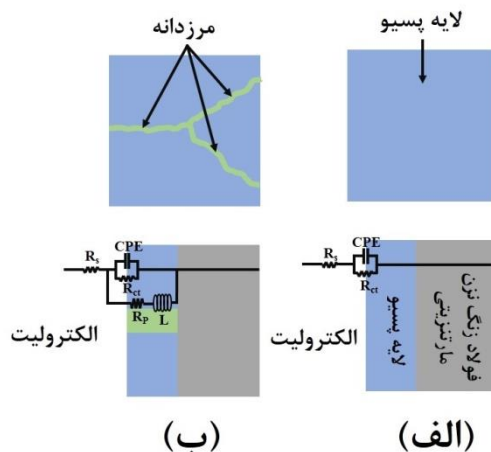 لایه پسیو
مرزدانه
CPE
Rs
Rct
الکترولیت
لایه پسیو
فولاد زنگ نزن
مارتنزیتی
CPE
Rs
Rct
RP
L
الکترولیت
(الف)
(ب)